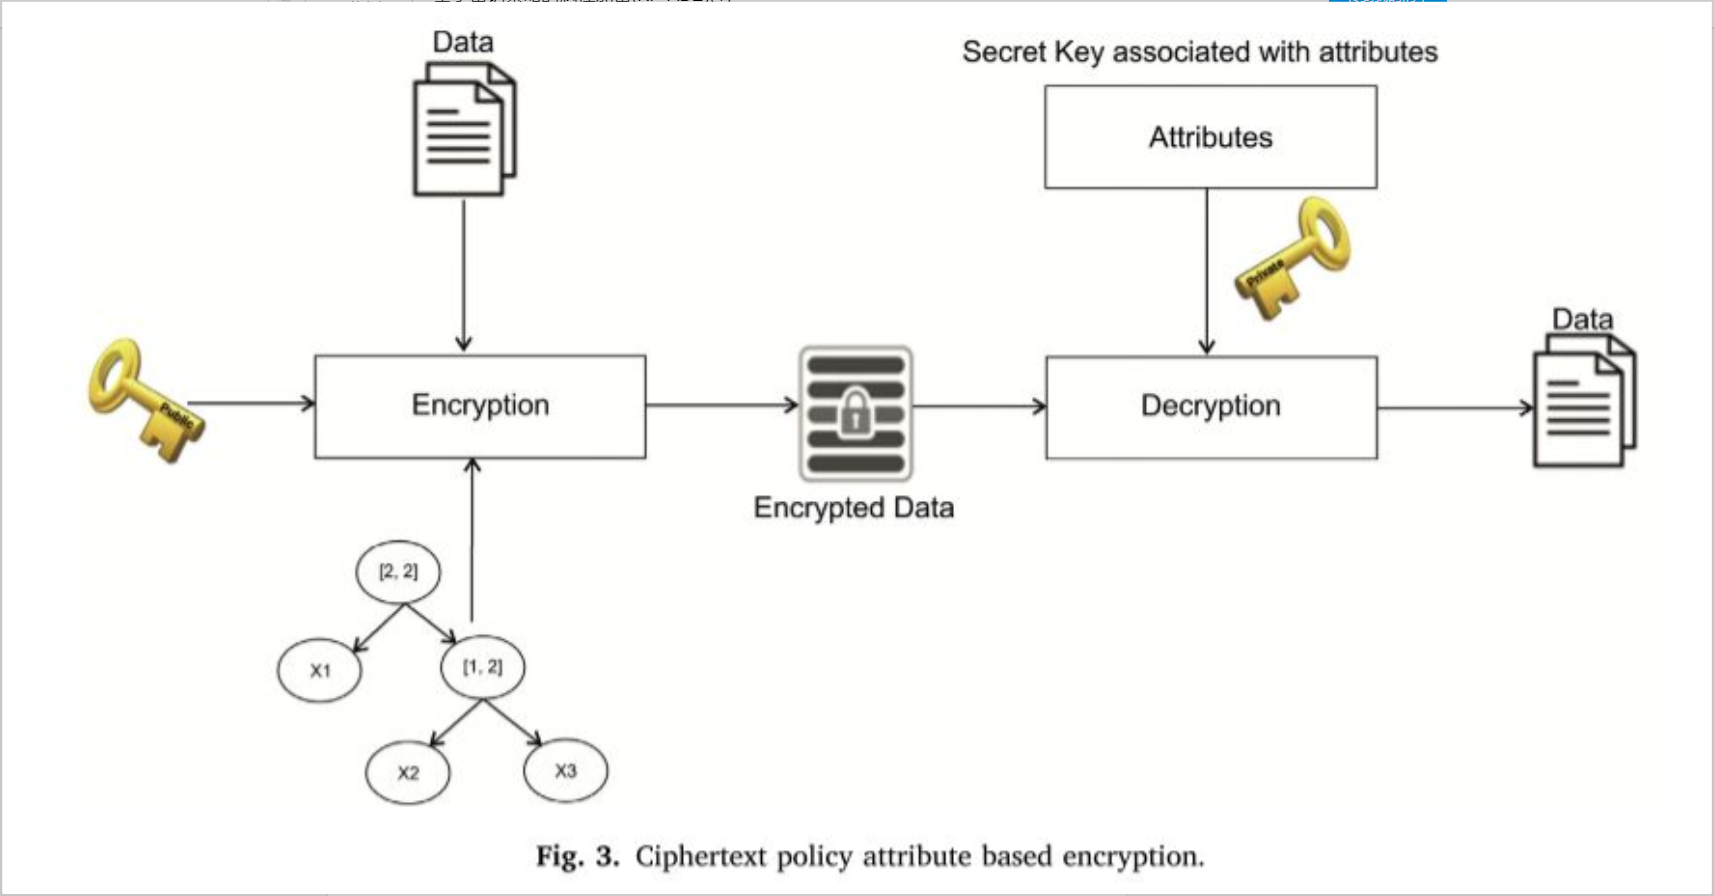 Data
Secret Key associated with attributes
Attributes
Private
Data
Public
Encryption
Decryption
Encrypted Data
[2, 2]
X1
[1, 2]
X2
X3
Fig. 3. Ciphertext policy attribute based encryption.